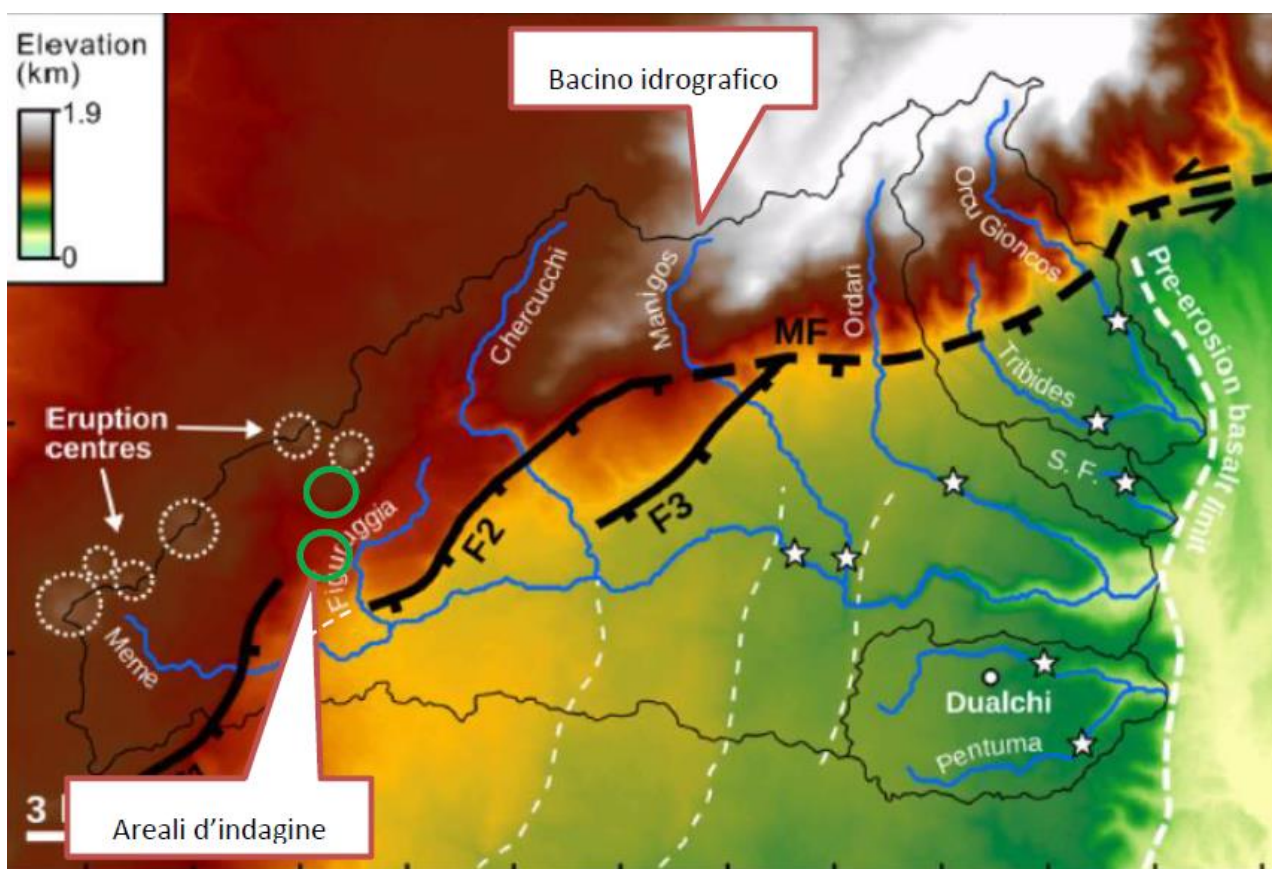 Elevation
(km)
1.9
0
Bacino idrografico
Orcu Gioncos
Chercucchi
Manigos
Ordari
Pre-erosion basalt limit
MF
Tribides
Eruption
centres
S. F.
F3
F2
Meme
Dualchi
Pentuma
3
Areali d'indagine